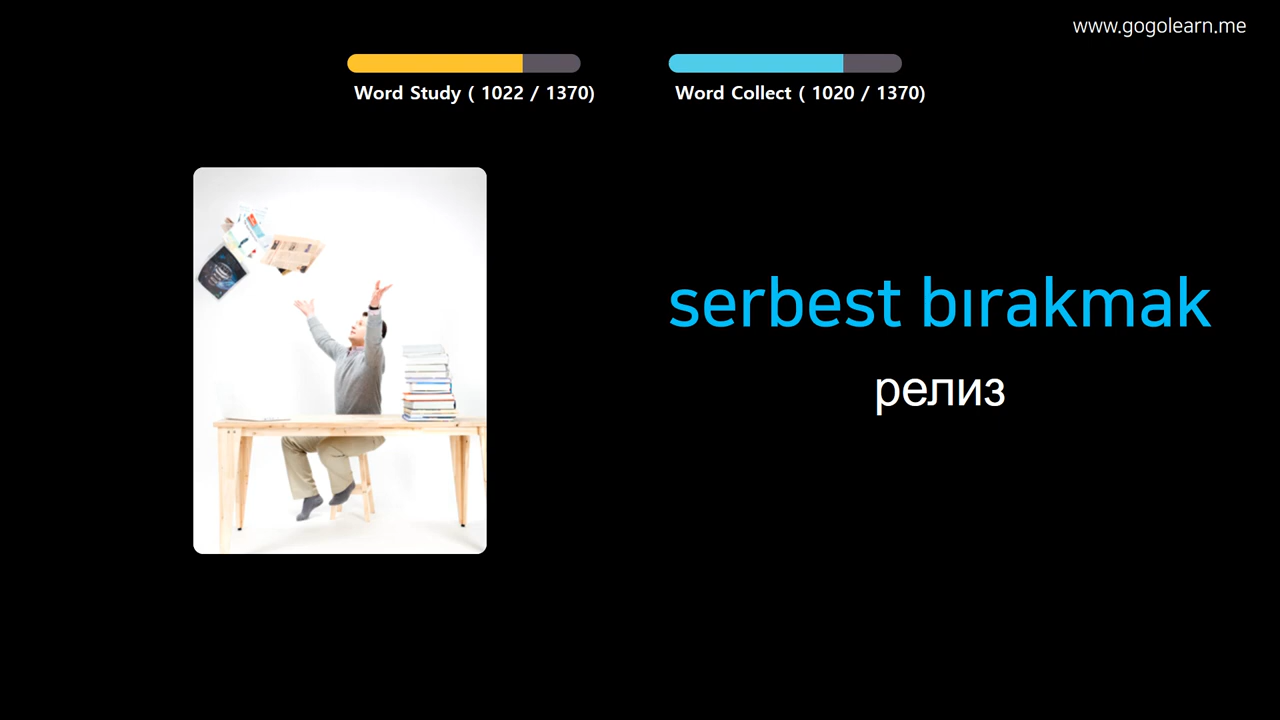 www.gogolearn.me
Word Study ( 1022 / 1370)
Word Collect ( 1020 / 1370)
serbest bırakmak
релиз